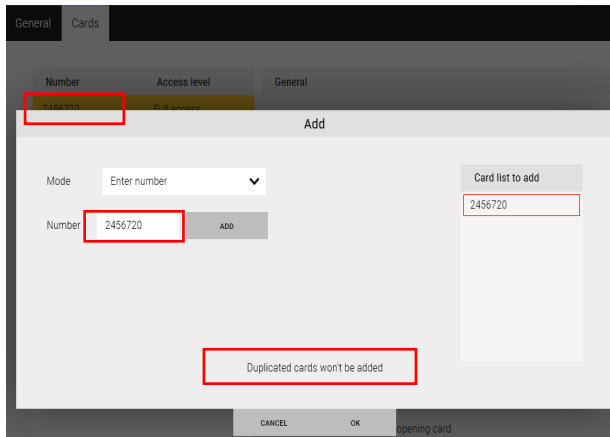 General Cards
Number Access level General
2456720 Full access
Add
Mode Enter number
Card list to add
2456720
Number 2456720 ADD
Duplicated cards won't be added
CANCEL OK
opening card